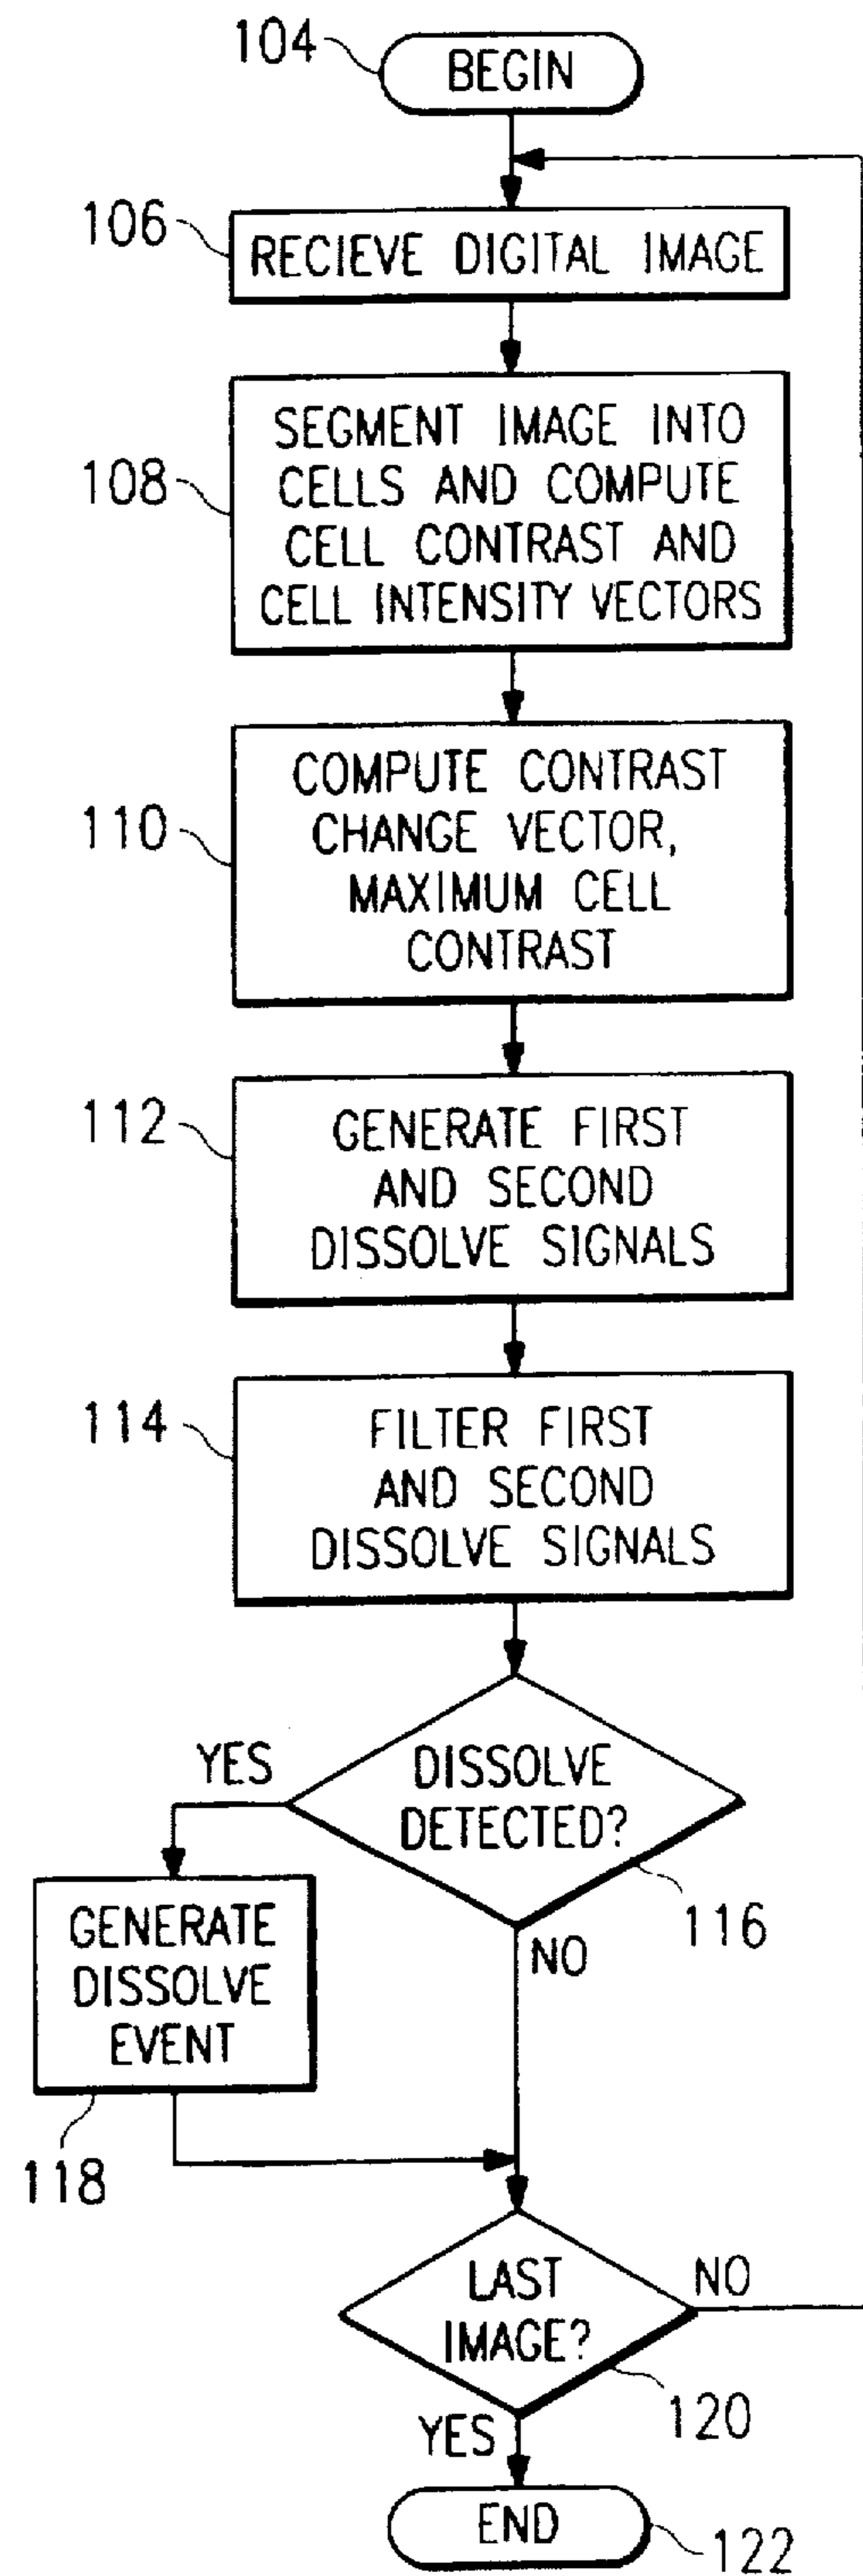 104
BEGIN
106
RECIEVE DIGITAL IMAGE
108
SEGMENT IMAGE INTO
CELLS AND COMPUTE
CELL CONTRAST AND
CELL INTENSITY VECTORS
110
COMPUTE CONTRAST
CHANGE VECTOR,
MAXIMUM CELL
CONTRAST
112
GENERATE FIRST
AND SECOND
DISSOLVE SIGNALS
114
FILTER FIRST
AND SECOND
DISSOLVE SIGNALS
YES
DISSOLVE
DETECTED?
116
NO
GENERATE
DISSOLVE
EVENT
118
LAST
IMAGE?
NO
120
YES
END
122